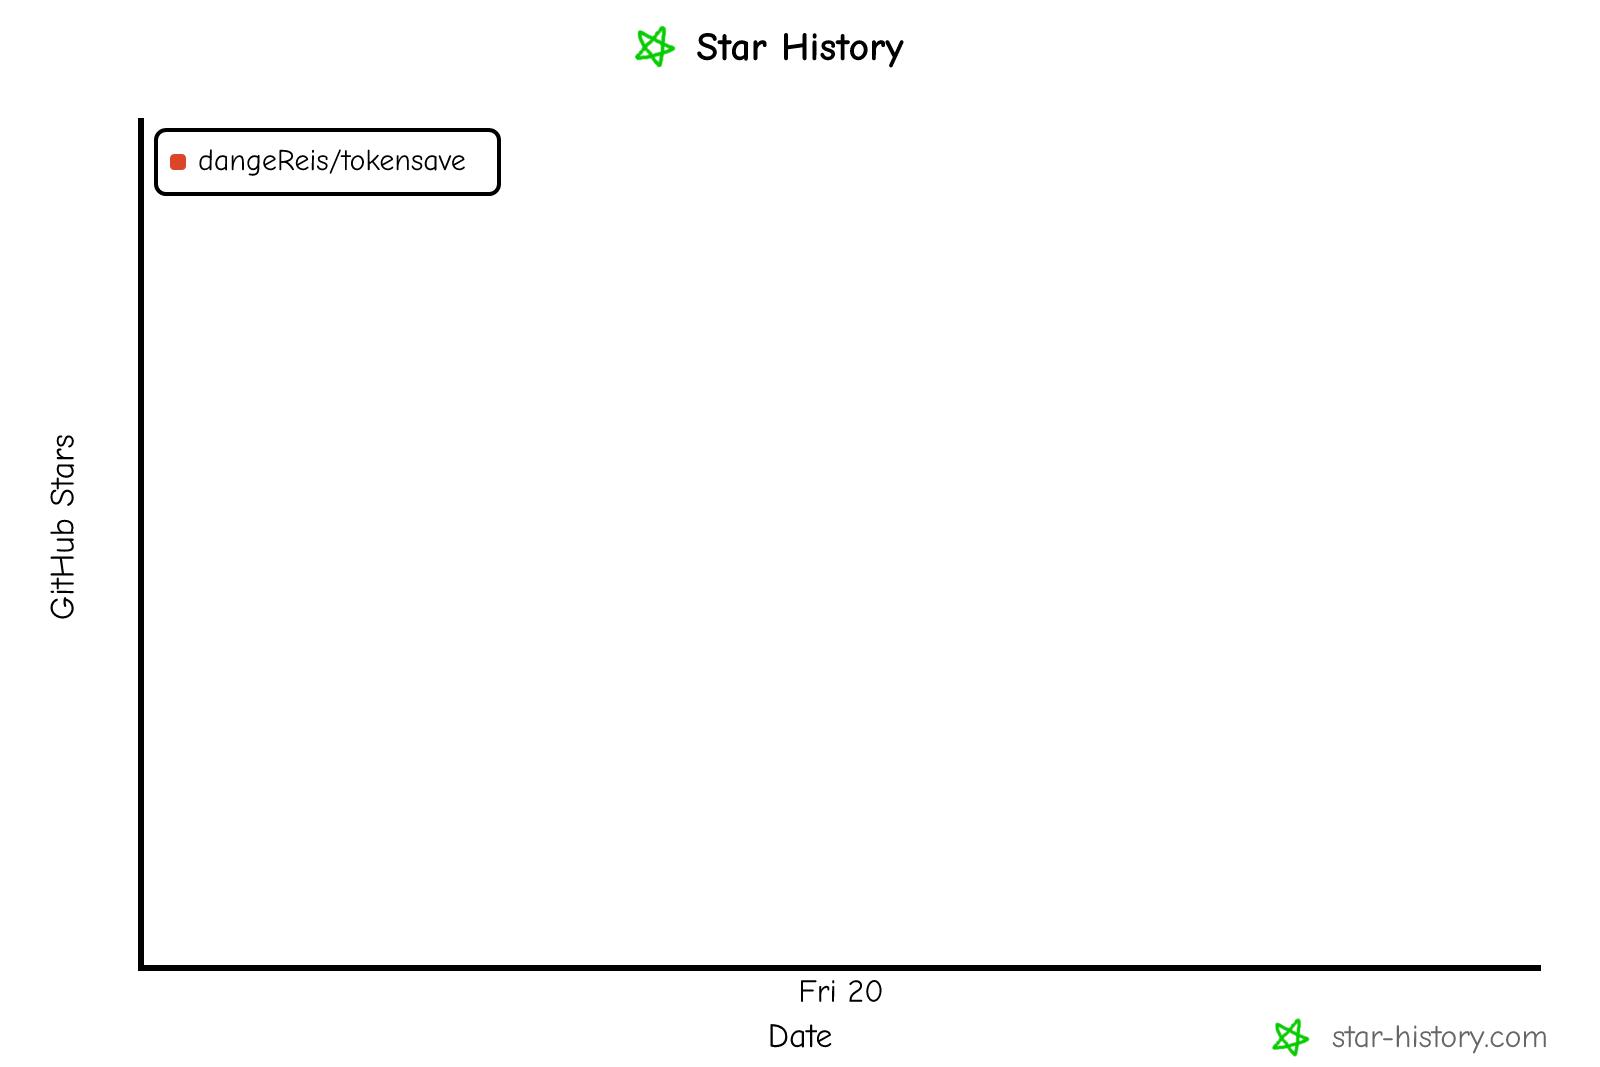 Star History
dangeReis/tokensave
GitHub Stars
Fri 20
Date
star-history.com